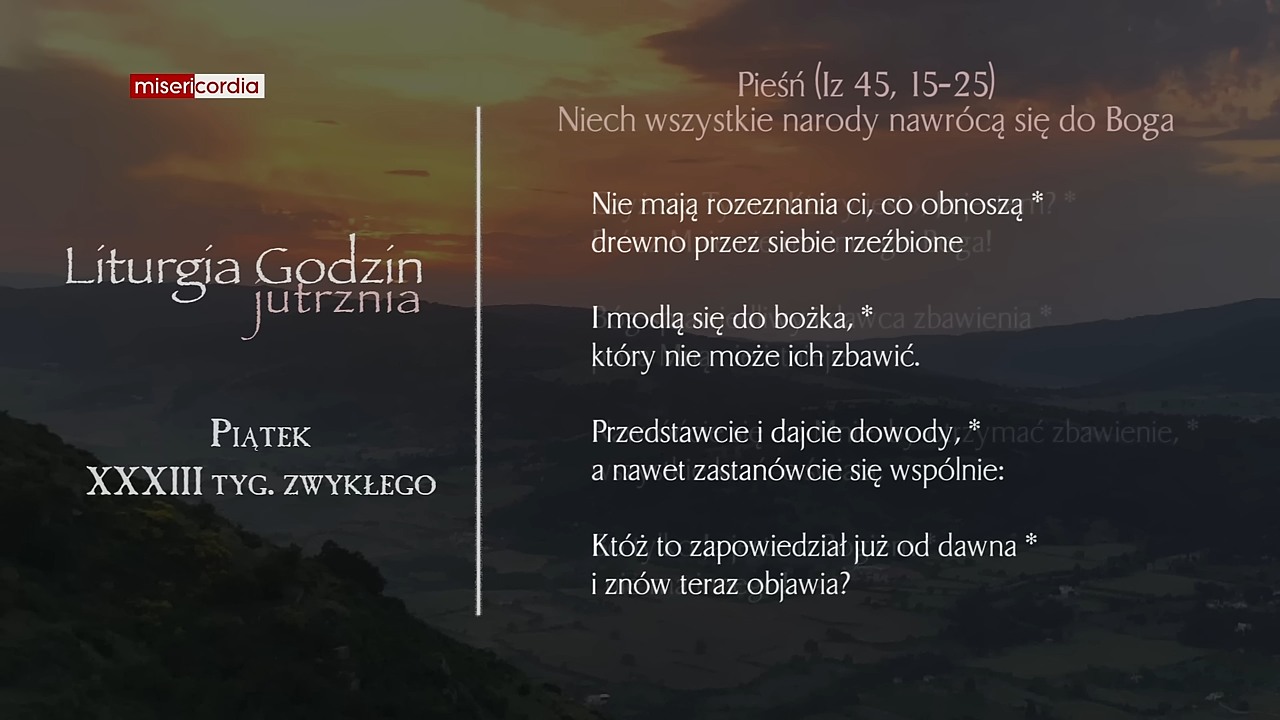 misericordia
Pieśń (Iz 45, 15-25)
Niech wszystkie narody nawrócą się do Boga
Liturgia Godzin
jutrznia
Piątek
XXXIII tyg. zwykłego
Nie mają rozeznania ci, co obnoszą *
drewno przez siebie rzeźbione
I modlą się do bożka, *
który nie może ich zbawić.
Przedstawcie i dajcie dowody, *
a nawet zastanówcie się wspólnie:
Któż to zapowiedział już od dawna *
i znów teraz objawia?